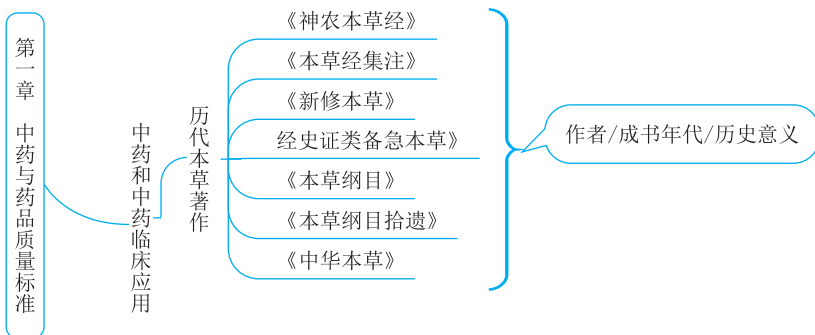 第一章 中药与药品质量标准
中药和中药临床应用
历代本草著作
《神农本草经》
《本草经集注》
《新修本草》
经史证类备急本草》
《本草纲目》
《本草纲目拾遗》
《中华本草》
作者/成书年代/历史意义